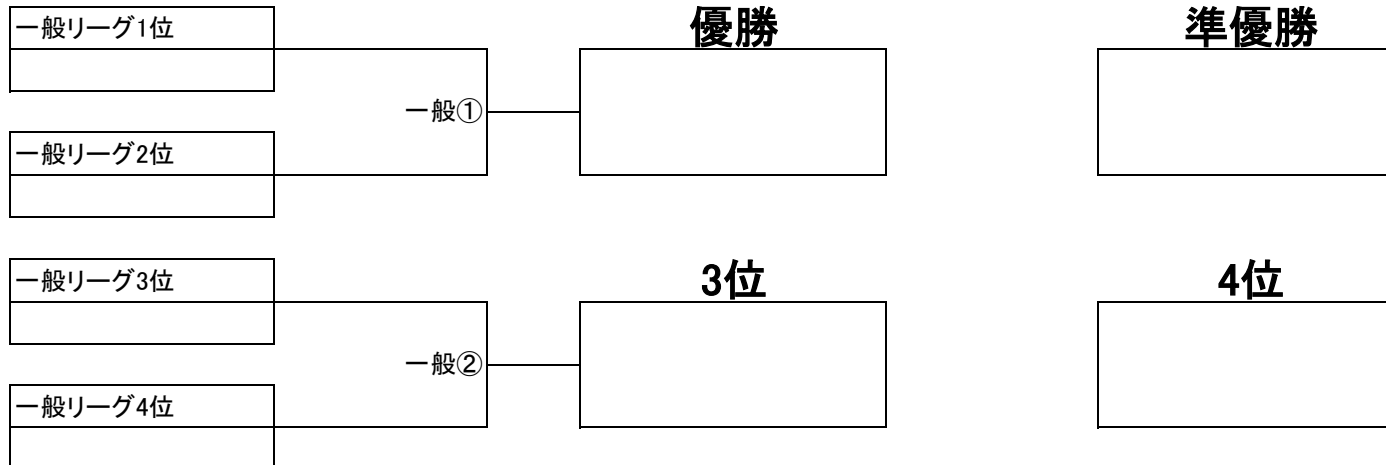 一般リーグ1位
優勝
準優勝
一般①
一般リーグ2位
一般リーグ3位
3位
4位
一般②
一般リーグ4位